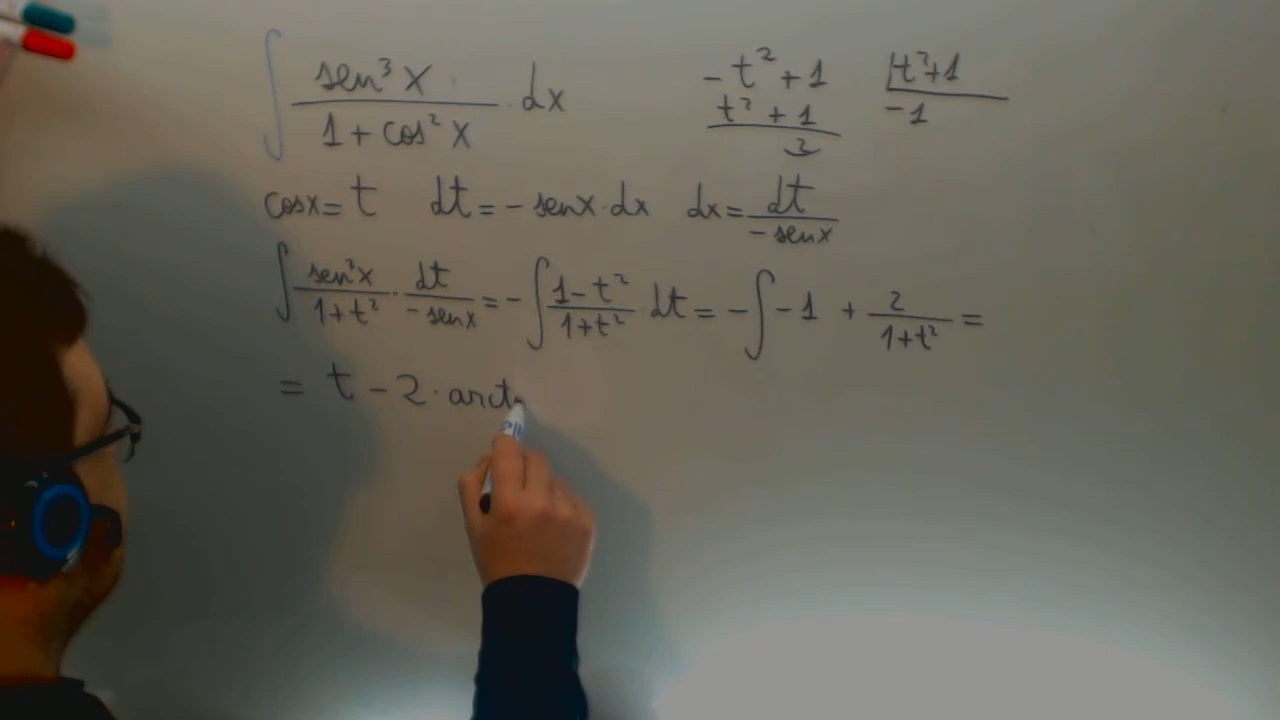 ∫ sen³x / 1 + cos²x · dx
-t² + 1 |t²+1
t² + 1 -1
2
cosx = t dt = - senx·dx dx = dt / -senx
∫ sen³x / 1+t² · dt / -senx = - ∫ 1-t² / 1+t² dt = - ∫ -1 + 2 / 1+t² =
= t - 2 · arct